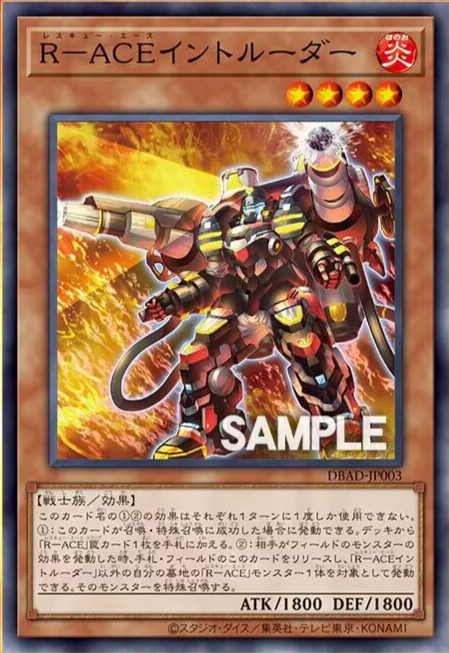 レスキュー・エース
R－ACEイントルーダー
ほのお
炎
SAMPLE
DBAD-JP003
【戦士族／効果】
このカード名の①②の効果はそれぞれ1ターンに1度しか使用できない。
①：このカードが召喚・特殊召喚に成功した場合に発動できる。デッキから
「R－ACE」罠カード1枚を手札に加える。②：相手がフィールドのモンスターの
効果を発動した時、手札・フィールドのこのカードをリリースし、「R－ACEイン
トルーダー」以外の自分の墓地の「R－ACE」モンスター1体を対象として発動
できる。そのモンスターを特殊召喚する。
ATK/1800 DEF/1800
©スタジオ・ダイス／集英社・テレビ東京・KONAMI